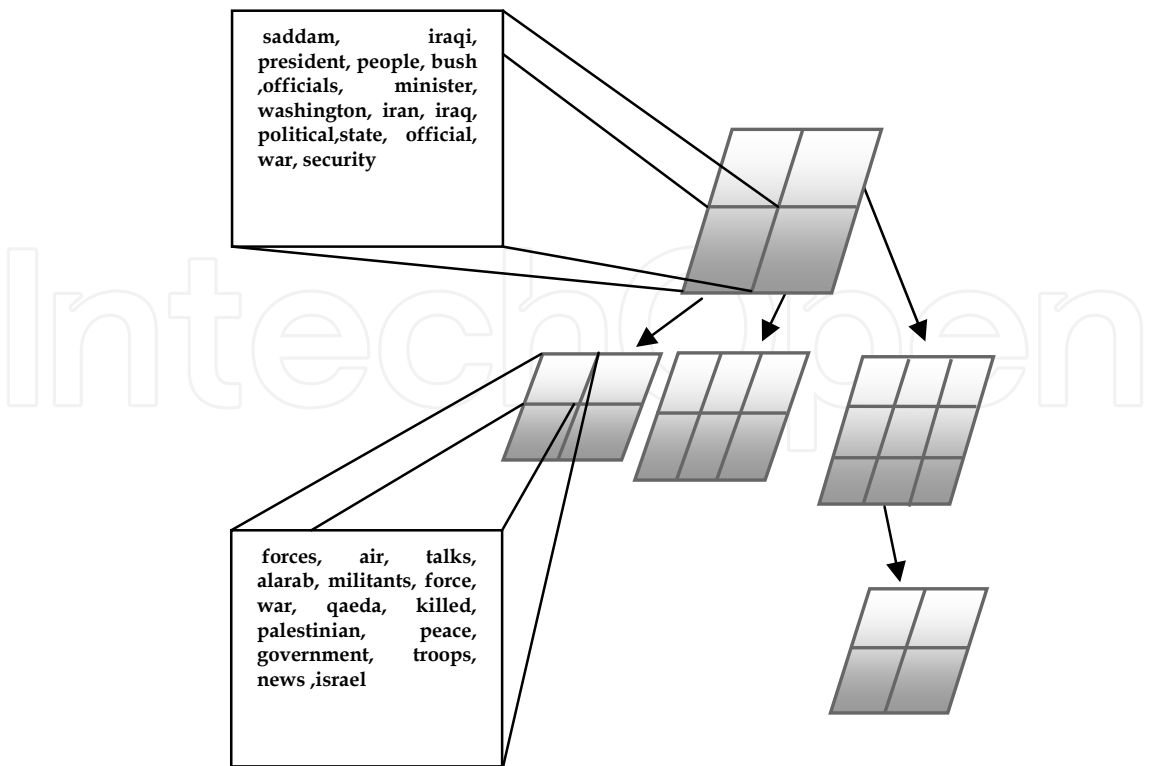 saddam, iraqi,
president, people, bush
,officials, minister,
washington, iran, iraq,
political,state, official,
war, security
IntechOpen
forces, air, talks,
alarab, militants, force,
war, qaeda, killed,
palestinian, peace,
government, troops,
news ,israel